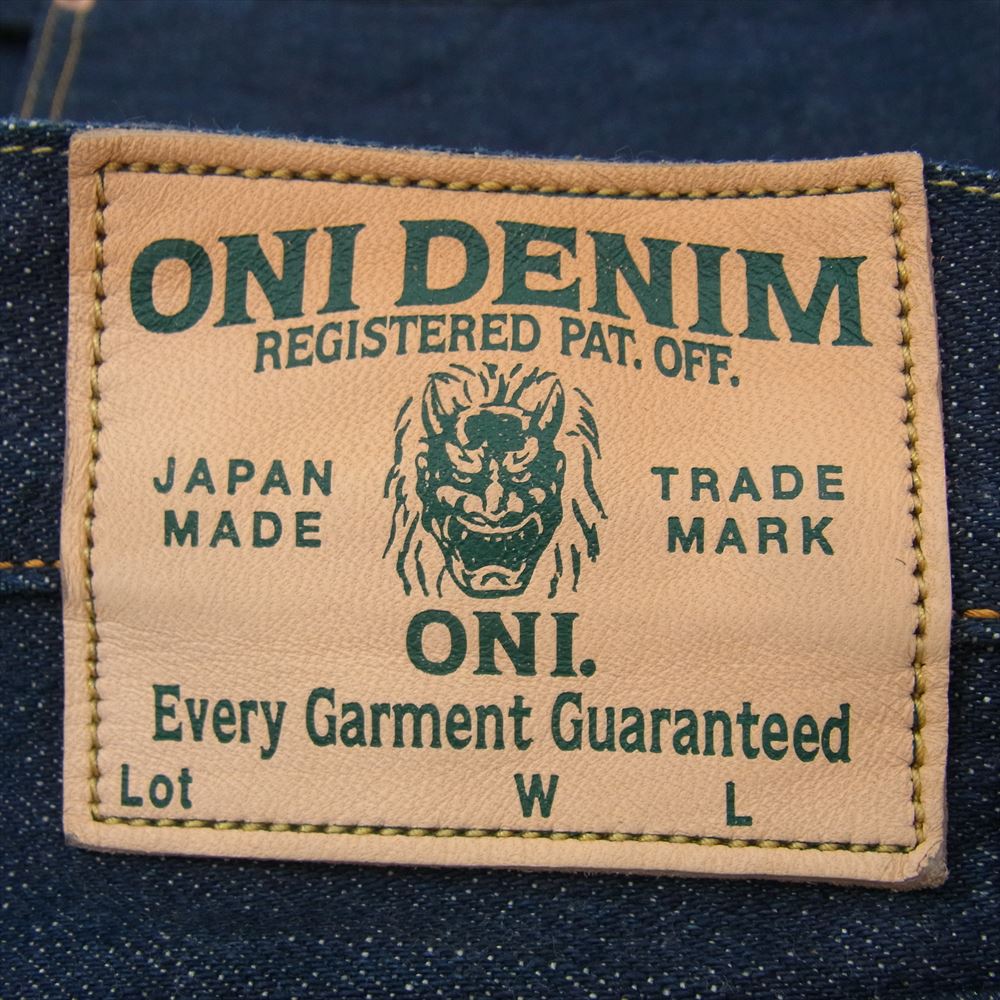 ONI DENIM
REGISTERED PAT. OFF.
JAPAN MADE
TRADE MARK
ONI.
Every Garment Guaranteed
Lot W L